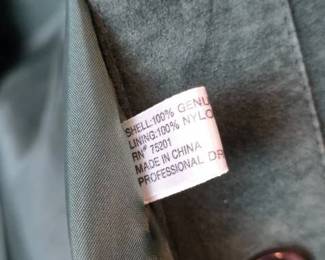 SHELL:100% GENU
LINING:100% NYLO
RN# 75201
MADE IN CHINA
PROFESSIONAL DR